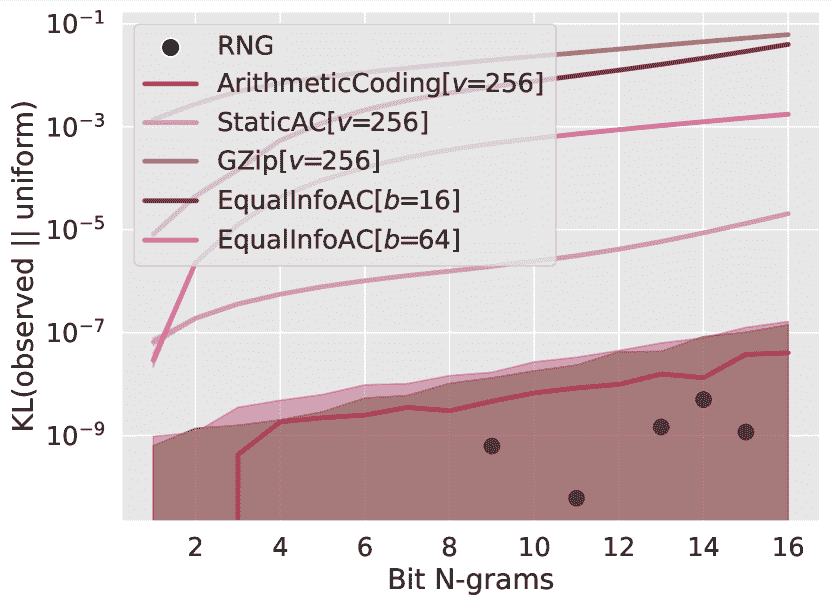 KL(observed || uniform)
10⁻¹
10⁻³
10⁻⁵
10⁻⁷
10⁻⁹
RNG
ArithmeticCoding[v=256]
StaticAC[v=256]
GZip[v=256]
EqualInfoAC[b=16]
EqualInfoAC[b=64]
2 4 6 8 10 12 14 16
Bit N-grams